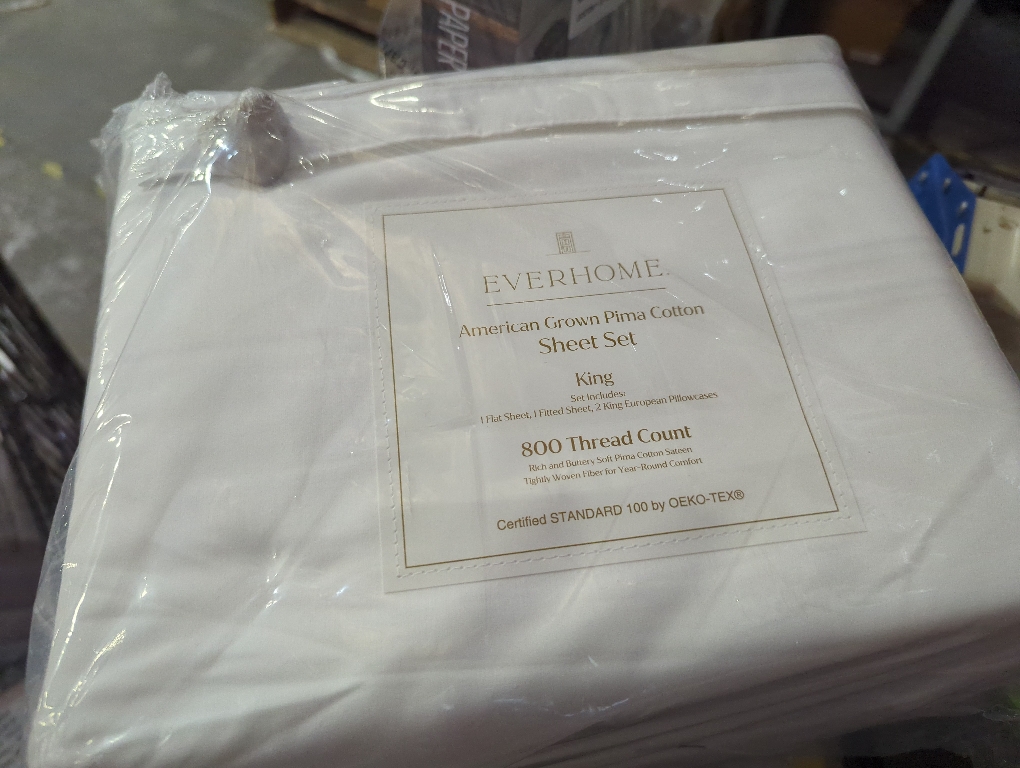 PAPER
EVERHOME.
American Grown Pima Cotton
Sheet Set
King
Set Includes:
1 Flat Sheet, 1 Fitted Sheet, 2 King European Pillowcases
800 Thread Count
Rich and Buttery Soft Pima Cotton Sateen
Tightly Woven Fiber for Year-Round Comfort
Certified STANDARD 100 by OEKO-TEX®